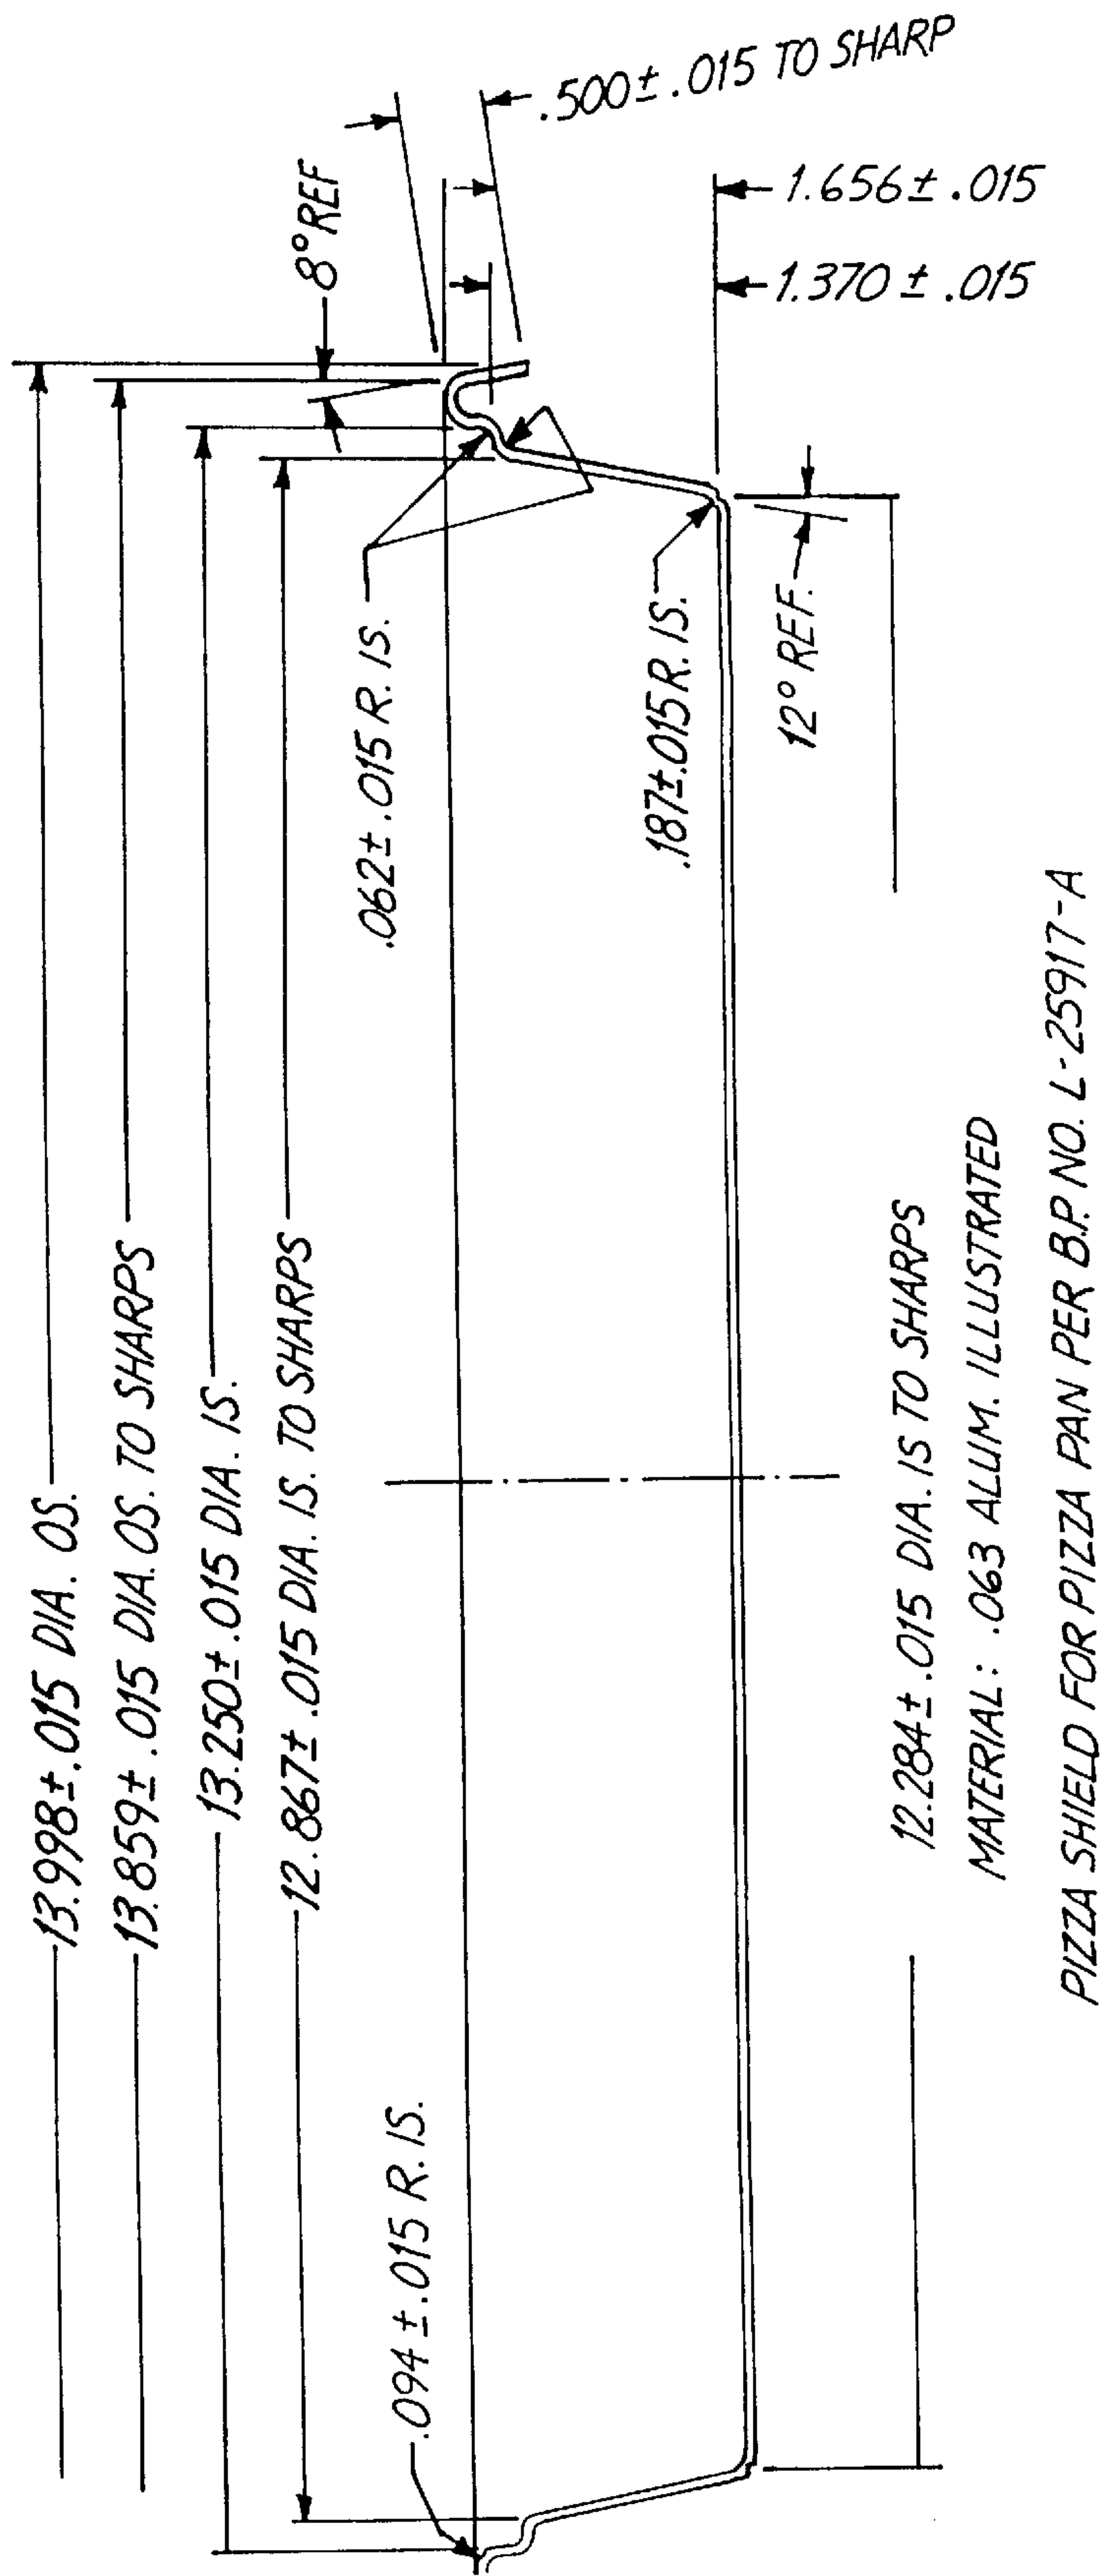 13.998±.015 DIA. OS.
13.859±.015 DIA. OS. TO SHARPS
13.250±.015 DIA. IS.
12.867±.015 DIA. IS. TO SHARPS
8° REF
.500±.015 TO SHARP
1.656±.015
1.370±.015
.062±.015 R. IS.
.187±.015 R. IS.
12° REF.
.094±.015 R. IS.
12.284±.015 DIA. IS TO SHARPS
MATERIAL: .063 ALUM. ILLUSTRATED
PIZZA SHIELD FOR PIZZA PAN PER B.P. NO. L-25917-A